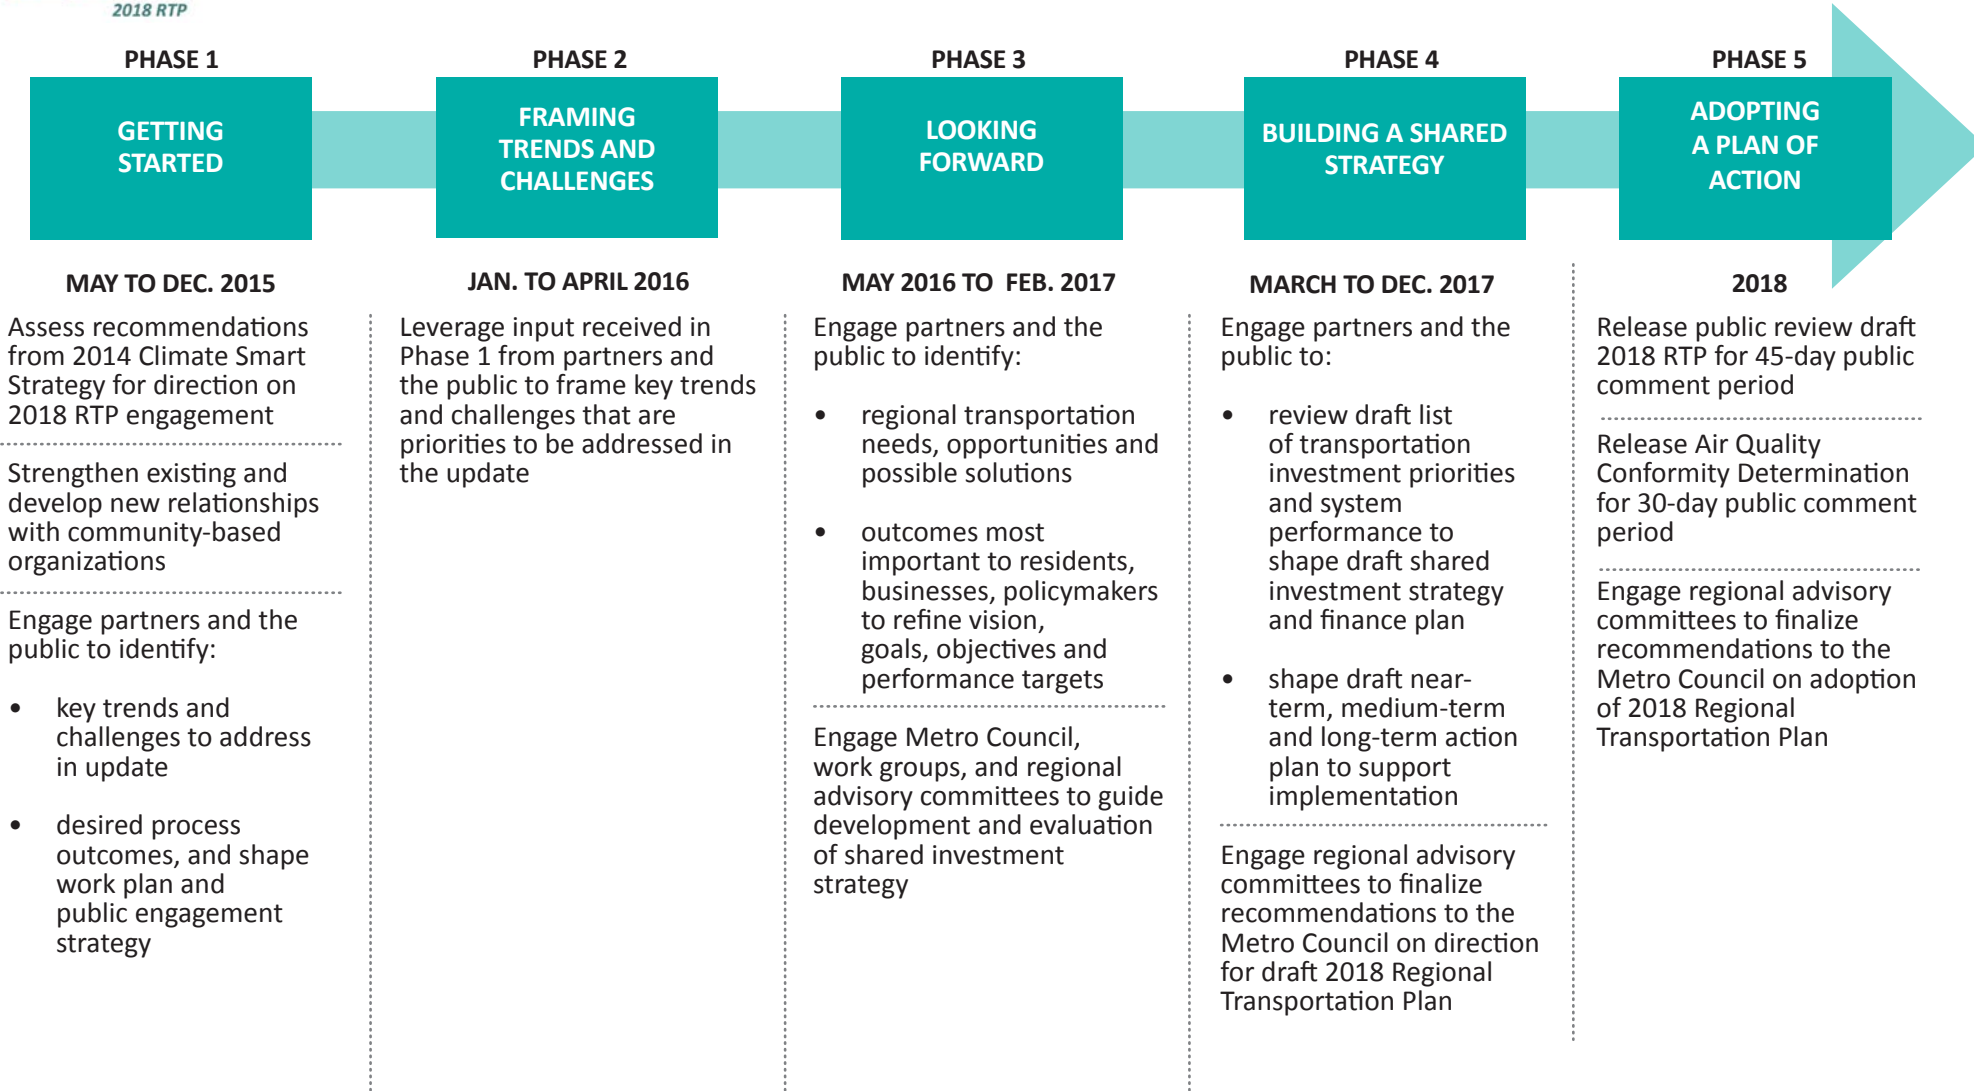 2018 RTP
PHASE 1
GETTING
STARTED
MAY TO DEC. 2015
Assess recommendations
from 2014 Climate Smart
Strategy for direction on
2018 RTP engagement
Strengthen existing and
develop new relationships
with community-based
organizations
Engage partners and the
public to identify:
• key trends and
challenges to address
in update
• desired process
outcomes, and shape
work plan and
public engagement
strategy
PHASE 2
FRAMING
TRENDS AND
CHALLENGES
JAN. TO APRIL 2016
Leverage input received in
Phase 1 from partners and
the public to frame key trends
and challenges that are
priorities to be addressed in
the update
PHASE 3
LOOKING
FORWARD
MAY 2016 TO FEB. 2017
Engage partners and the
public to identify:
• regional transportation
needs, opportunities and
possible solutions
• outcomes most
important to residents,
businesses, policymakers
to refine vision,
goals, objectives and
performance targets
Engage Metro Council,
work groups, and regional
advisory committees to guide
development and evaluation
of shared investment
strategy
PHASE 4
BUILDING A SHARED
STRATEGY
MARCH TO DEC. 2017
Engage partners and the
public to:
• review draft list
of transportation
investment priorities
and system
performance to
shape draft shared
investment strategy
and finance plan
• shape draft near-
term, medium-term
and long-term action
plan to support
implementation
Engage regional advisory
committees to finalize
recommendations to the
Metro Council on direction
for draft 2018 Regional
Transportation Plan
PHASE 5
ADOPTING
A PLAN OF
ACTION
2018
Release public review draft
2018 RTP for 45-day public
comment period
Release Air Quality
Conformity Determination
for 30-day public comment
period
Engage regional advisory
committees to finalize
recommendations to the
Metro Council on adoption
of 2018 Regional
Transportation Plan